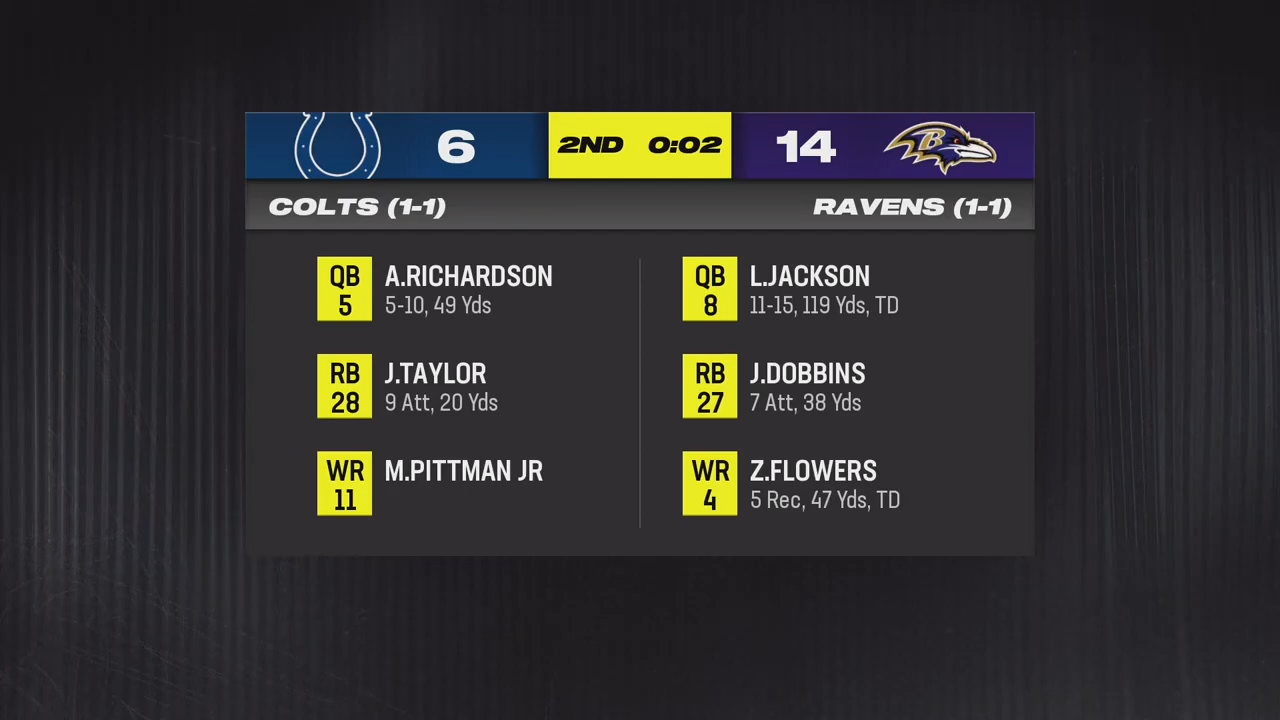 6 2ND 0:02 14 B
COLTS (1-1) RAVENS (1-1)
QB 5 A.RICHARDSON
5-10, 49 Yds
RB 28 J.TAYLOR
9 Att, 20 Yds
WR 11 M.PITTMAN JR
QB 8 L.JACKSON
11-15, 119 Yds, TD
RB 27 J.DOBBINS
7 Att, 38 Yds
WR 4 Z.FLOWERS
5 Rec, 47 Yds, TD